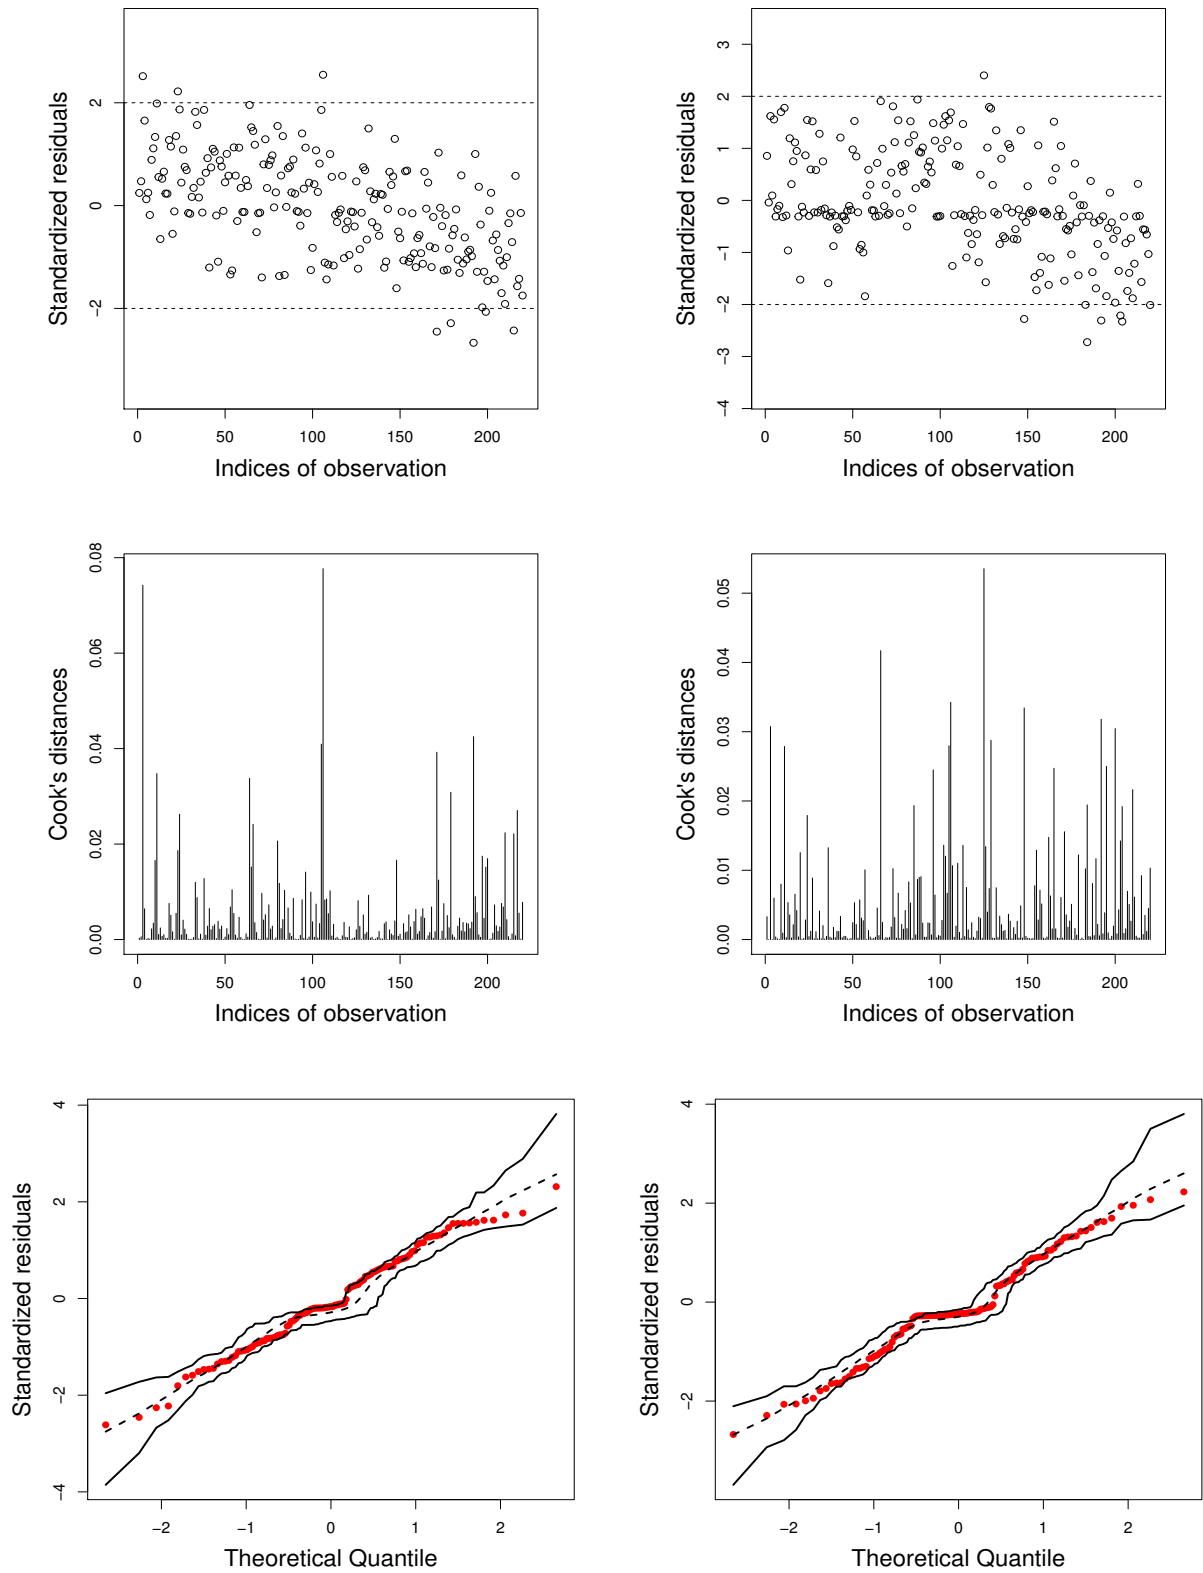 2
0
−2
Standardized residuals
0 50 100 150 200
Indices of observation
3
2
1
0
−1
−2
−3
−4
Standardized residuals
0 50 100 150 200
Indices of observation
0.08
0.06
0.04
0.02
0.00
Cook's distances
0 50 100 150 200
Indices of observation
0.05
0.04
0.03
0.02
0.01
0.00
Cook's distances
0 50 100 150 200
Indices of observation
4
2
0
−2
−4
Standardized residuals
−2 −1 0 1 2
Theoretical Quantile
4
2
0
−2
Standardized residuals
−2 −1 0 1 2
Theoretical Quantile